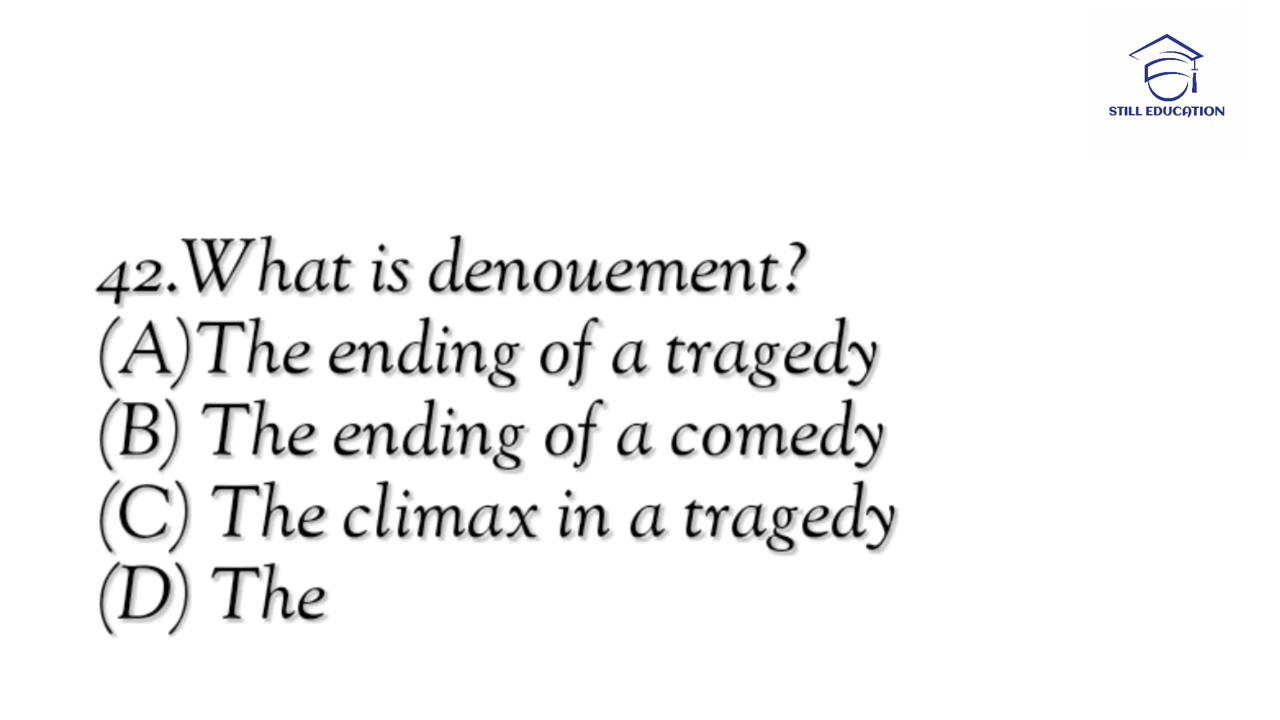 STILL EDUCATION
42.What is denouement?
(A)The ending of a tragedy
(B) The ending of a comedy
(C) The climax in a tragedy
(D) The